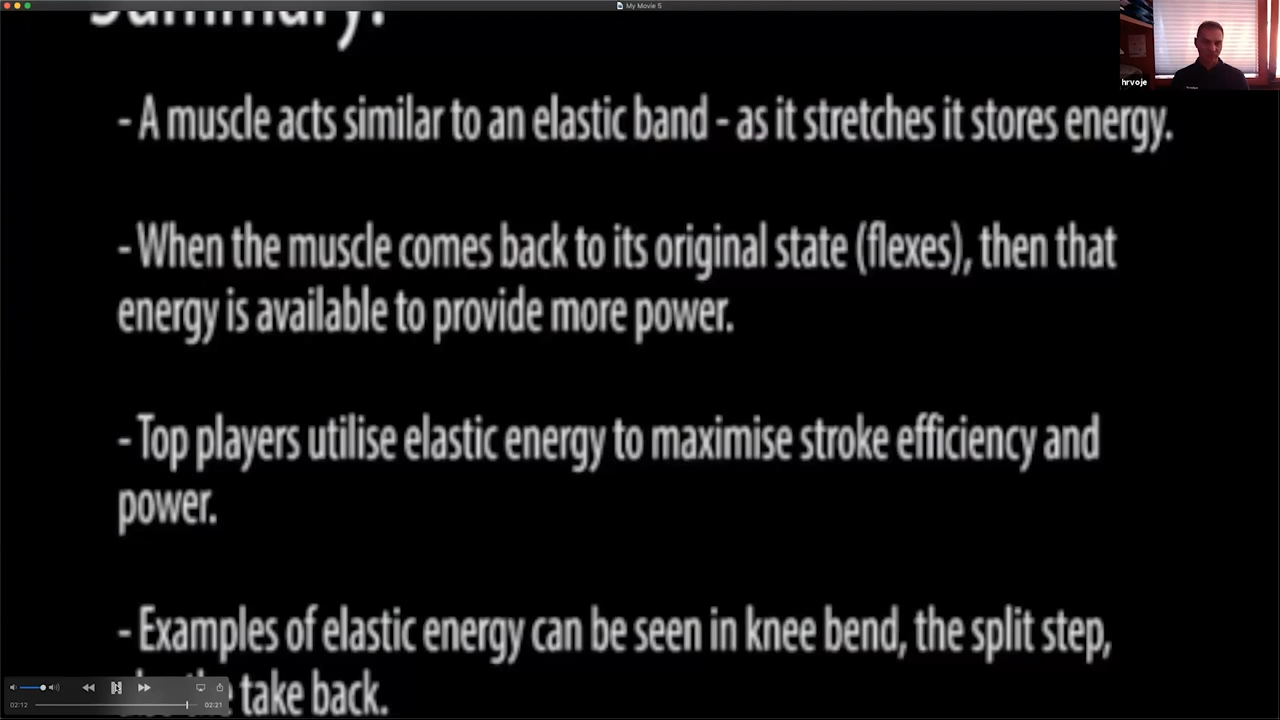 My Movie 5
Summary:
hrvoje
- A muscle acts similar to an elastic band - as it stretches it stores energy.
- When the muscle comes back to its original state (flexes), then that
energy is available to provide more power.
- Top players utilise elastic energy to maximise stroke efficiency and
power.
- Examples of elastic energy can be seen in knee bend, the split step,
the take back.
02:12
02:21